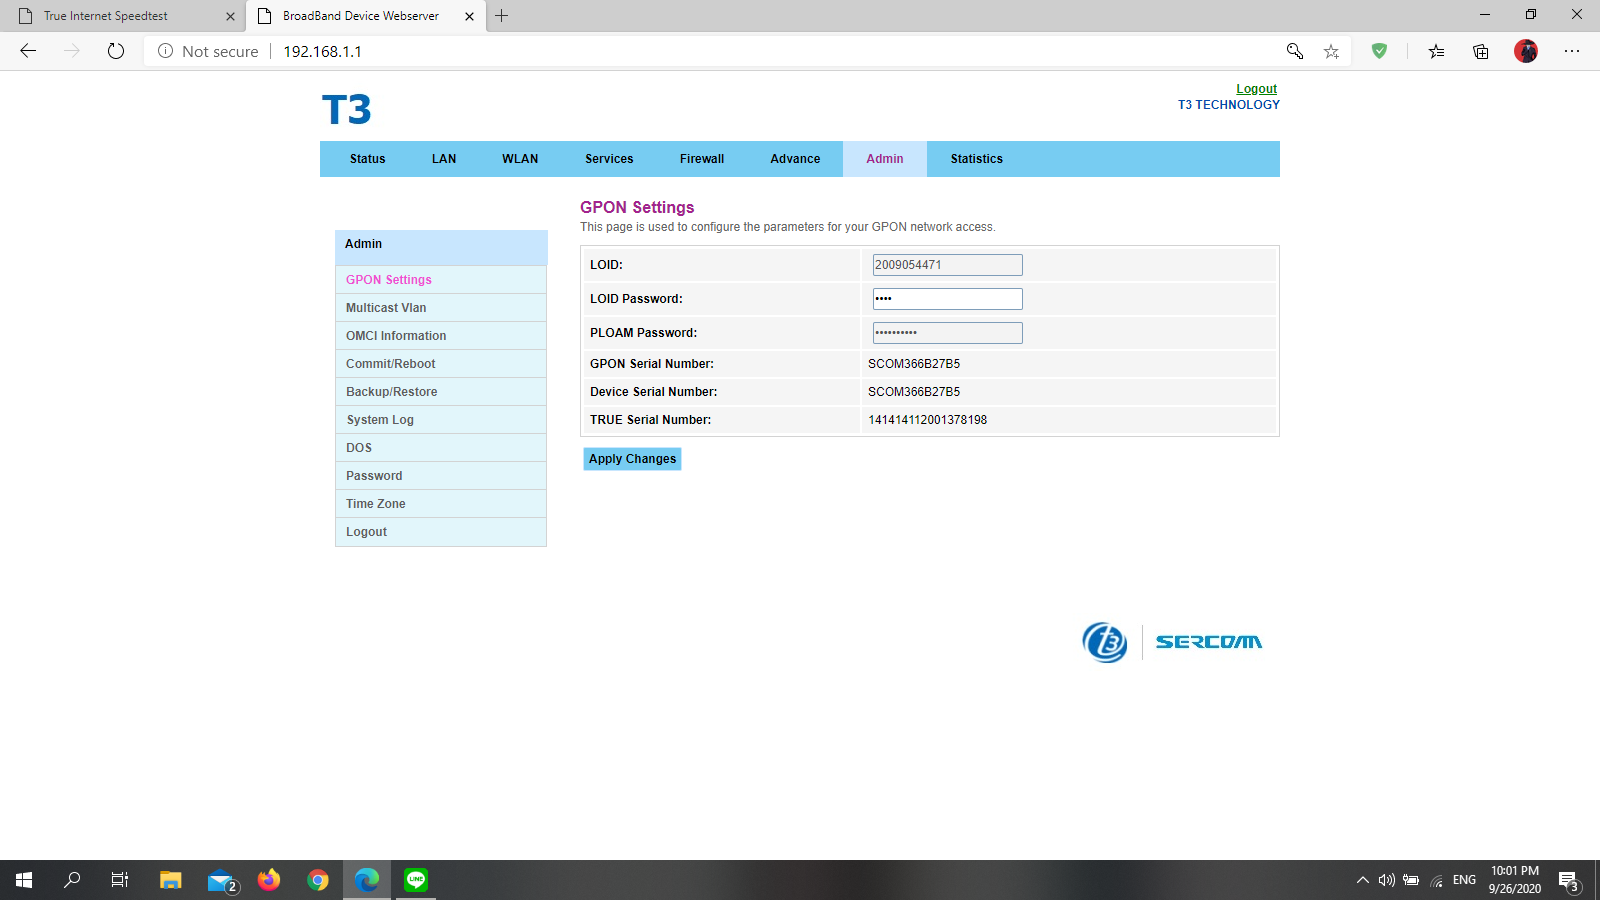 True Internet Speedtest
BroadBand Device Webserver
Not secure
192.168.1.1
T3
Logout
T3 TECHNOLOGY
Status LAN WLAN Services Firewall Advance Admin Statistics
GPON Settings
This page is used to configure the parameters for your GPON network access.
Admin
GPON Settings
Multicast Vlan
OMCI Information
Commit/Reboot
Backup/Restore
System Log
DOS
Password
Time Zone
Logout
LOID: 2009054471
LOID Password: ••••
PLOAM Password: ••••••••••
GPON Serial Number: SCOM366B27B5
Device Serial Number: SCOM366B27B5
TRUE Serial Number: 141414112001378198
Apply Changes
t3 SERCOMM
2
LINE
ENG
10:01 PM
9/26/2020
3